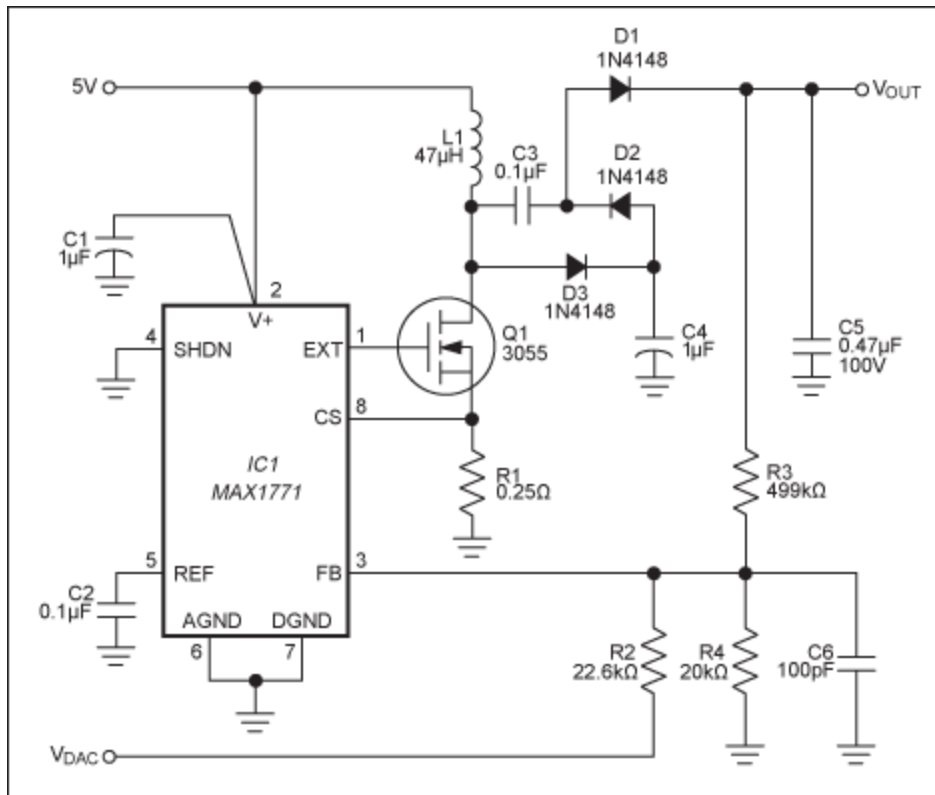 D1
1N4148
5V
VOUT
L1
47µH
C3
0.1µF
D2
1N4148
C1
1µF
2
V+
D3
1N4148
4
SHDN
EXT
1
Q1
3055
C4
1µF
C5
0.47µF
100V
CS
8
IC1
MAX1771
R1
0.25Ω
R3
499kΩ
5
REF
FB
3
C2
0.1µF
AGND
DGND
6
7
R2
22.6kΩ
R4
20kΩ
C6
100pF
VDAC